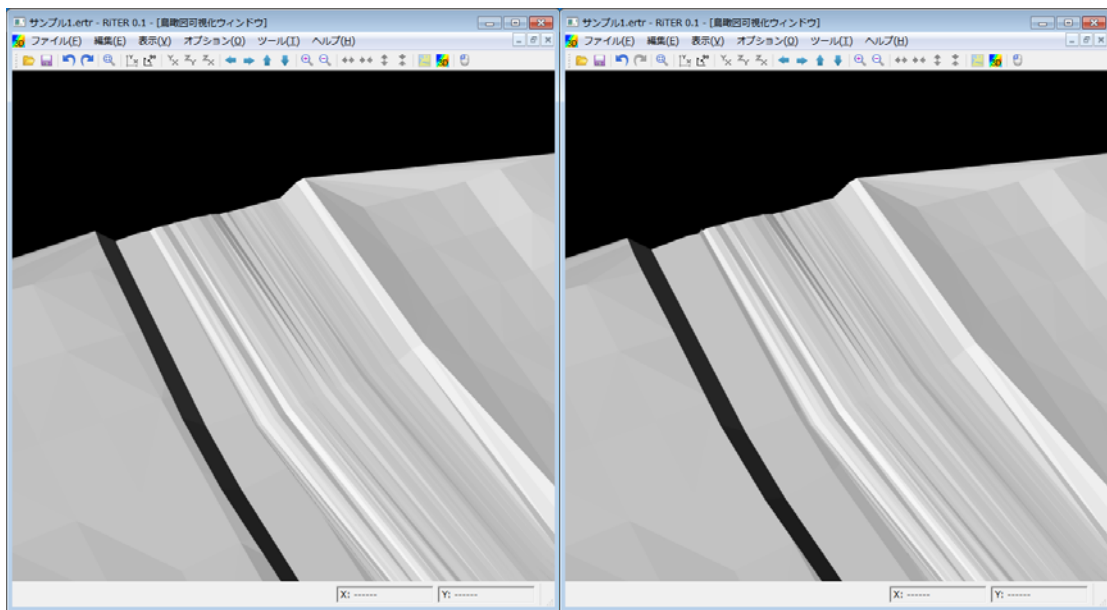 サンプル1.ertr - RiTER 0.1 - [鳥瞰図可視化ウィンドウ]
ファイル(F) 編集(E) 表示(V) オプション(O) ツール(T) ヘルプ(H)
X: ------ Y: ------
サンプル1.ertr - RiTER 0.1 - [鳥瞰図可視化ウィンドウ]
ファイル(F) 編集(E) 表示(V) オプション(O) ツール(T) ヘルプ(H)
X: ------ Y: ------